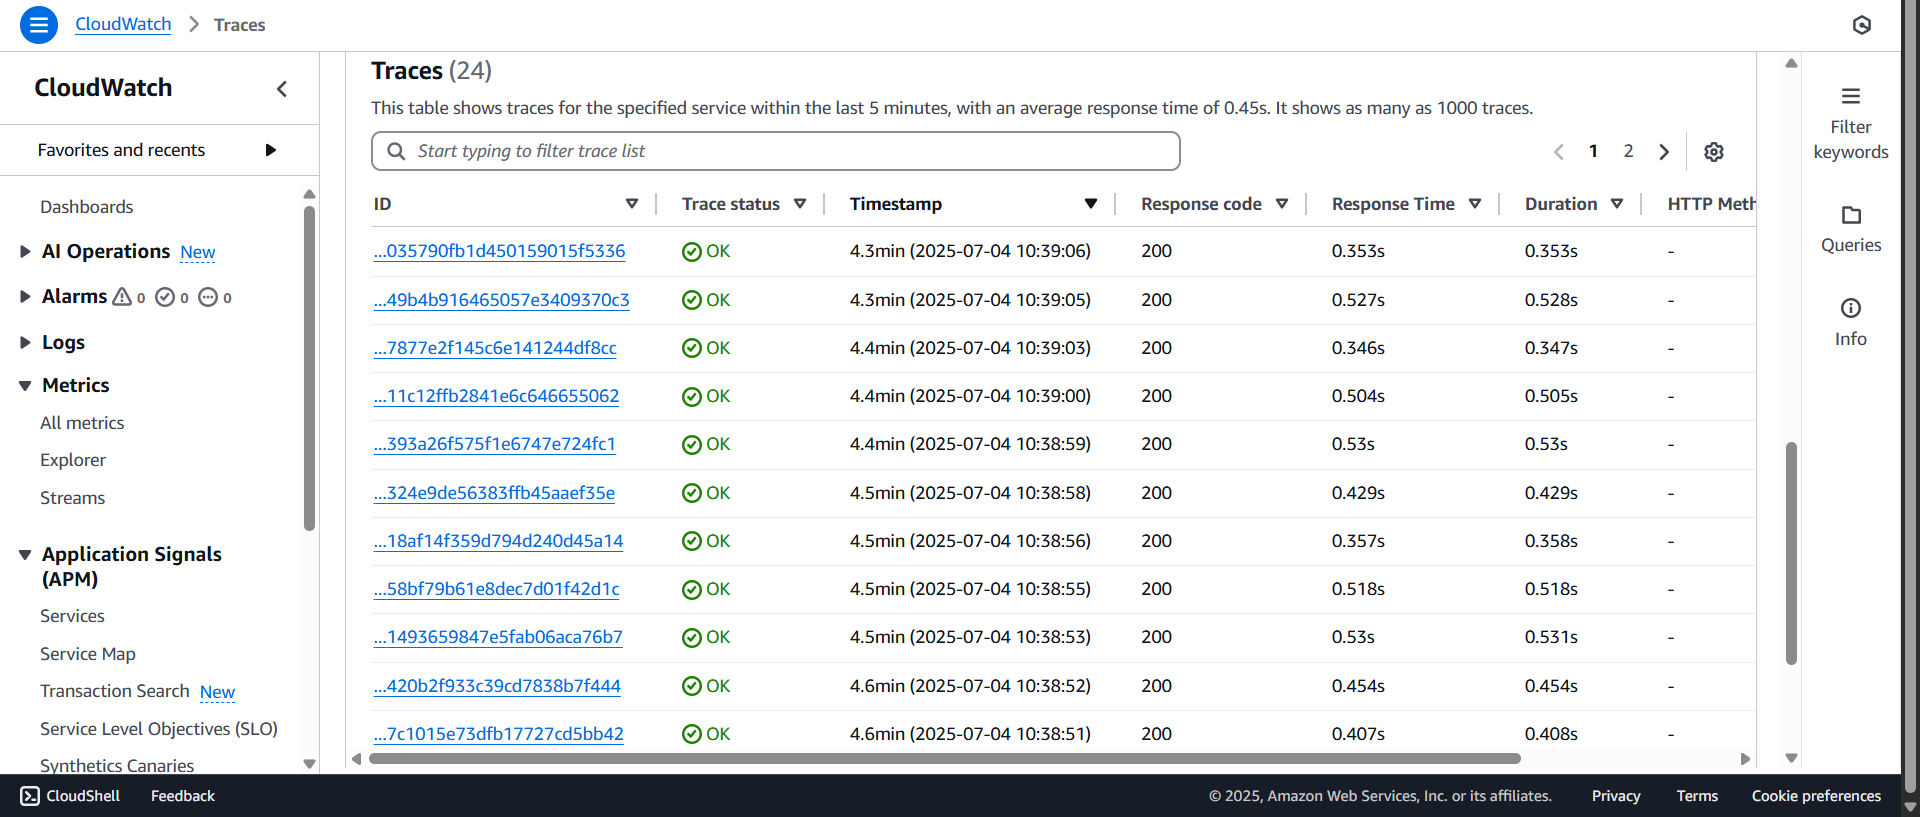 CloudWatch > Traces
CloudWatch
Favorites and recents
Dashboards
AI Operations New
Alarms 0 0 0
Logs
Metrics
All metrics
Explorer
Streams
Application Signals
(APM)
Services
Service Map
Transaction Search New
Service Level Objectives (SLO)
Synthetics Canaries
Traces (24)
This table shows traces for the specified service within the last 5 minutes, with an average response time of 0.45s. It shows as many as 1000 traces.
Start typing to filter trace list
1 2
ID Trace status Timestamp Response code Response Time Duration HTTP Meth
...035790fb1d450159015f5336 OK 4.3min (2025-07-04 10:39:06) 200 0.353s 0.353s -
...49b4b916465057e3409370c3 OK 4.3min (2025-07-04 10:39:05) 200 0.527s 0.528s -
...7877e2f145c6e141244df8cc OK 4.4min (2025-07-04 10:39:03) 200 0.346s 0.347s -
...11c12ffb2841e6c646655062 OK 4.4min (2025-07-04 10:39:00) 200 0.504s 0.505s -
...393a26f575f1e6747e724fc1 OK 4.4min (2025-07-04 10:38:59) 200 0.53s 0.53s -
...324e9de56383ffb45aaef35e OK 4.5min (2025-07-04 10:38:58) 200 0.429s 0.429s -
...18af14f359d794d240d45a14 OK 4.5min (2025-07-04 10:38:56) 200 0.357s 0.358s -
...58bf79b61e8dec7d01f42d1c OK 4.5min (2025-07-04 10:38:55) 200 0.518s 0.518s -
...1493659847e5fab06aca76b7 OK 4.5min (2025-07-04 10:38:53) 200 0.53s 0.531s -
...420b2f933c39cd7838b7f444 OK 4.6min (2025-07-04 10:38:52) 200 0.454s 0.454s -
...7c1015e73dfb17727cd5bb42 OK 4.6min (2025-07-04 10:38:51) 200 0.407s 0.408s -
Filter
keywords
Queries
Info
CloudShell Feedback © 2025, Amazon Web Services, Inc. or its affiliates. Privacy Terms Cookie preferences